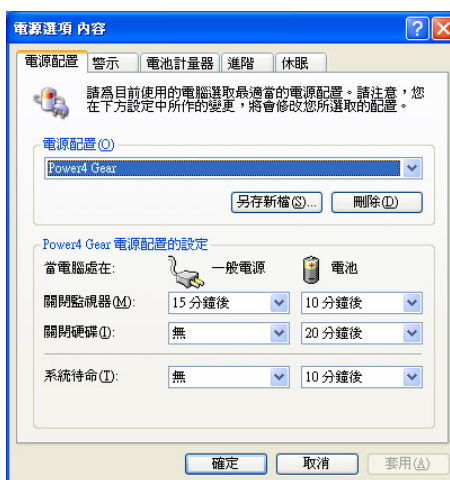 電源選項 內容
電源配置 警示 電池計量器 進階 休眠
請為目前使用的電腦選取最適當的電源配置。請注意，您
在下方設定中所作的變更，將會修改您所選取的配置。
電源配置(O)
Power4 Gear
另存新檔(S)... 刪除(D)
Power4 Gear 電源配置的設定
當電腦處在: 一般電源 電池
關閉監視器(M): 15 分鐘後 10 分鐘後
關閉硬碟(I): 無 20 分鐘後
系統待命(T): 無 10 分鐘後
確定 取消 套用(A)